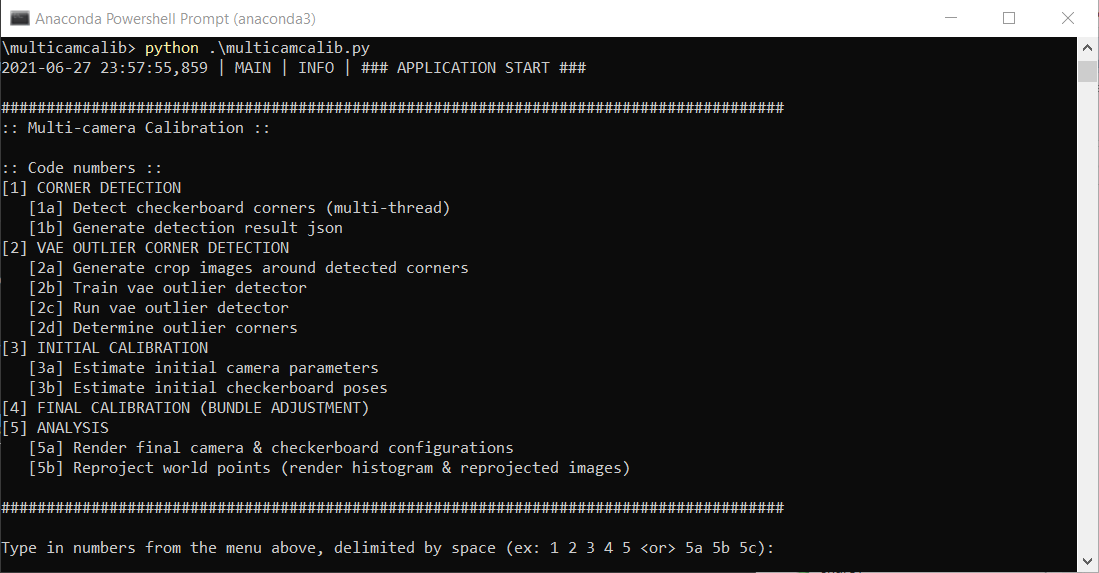 Anaconda Powershell Prompt (anaconda3)
\multicamcalib> python .\multicamcalib.py
2021-06-27 23:57:55,859 | MAIN | INFO | ### APPLICATION START ###
#######################################################################################
:: Multi-camera Calibration ::
:: Code numbers ::
[1] CORNER DETECTION
[1a] Detect checkerboard corners (multi-thread)
[1b] Generate detection result json
[2] VAE OUTLIER CORNER DETECTION
[2a] Generate crop images around detected corners
[2b] Train vae outlier detector
[2c] Run vae outlier detector
[2d] Determine outlier corners
[3] INITIAL CALIBRATION
[3a] Estimate initial camera parameters
[3b] Estimate initial checkerboard poses
[4] FINAL CALIBRATION (BUNDLE ADJUSTMENT)
[5] ANALYSIS
[5a] Render final camera & checkerboard configurations
[5b] Reproject world points (render histogram & reprojected images)
#######################################################################################
Type in numbers from the menu above, delimited by space (ex: 1 2 3 4 5 <or> 5a 5b 5c):